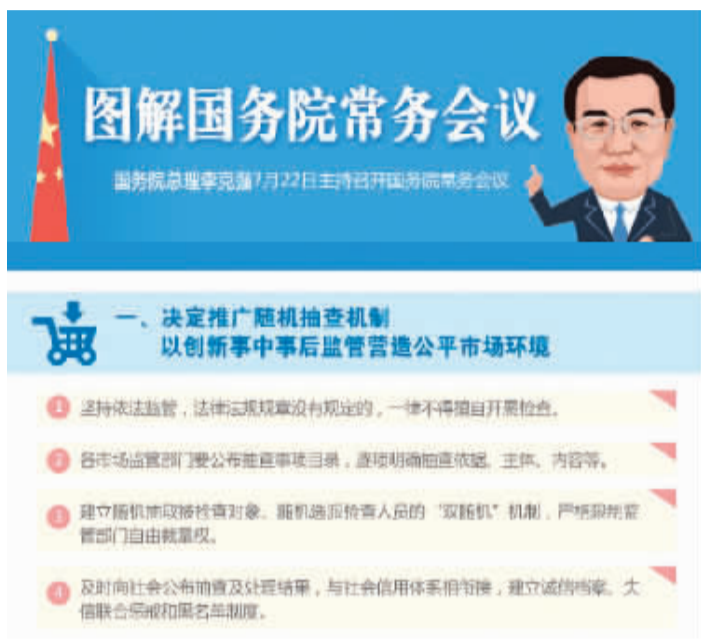 图解国务院常务会议
国务院总理李克强7月22日主持召开国务院常务会议
一、决定推广随机抽查机制
以创新事中事后监管营造公平市场环境
1 坚持依法监管，法律法规规章没有规定的，一律不得擅自开展检查。
2 各市场监管部门要公布抽查事项目录，逐项明确抽查依据、主体、内容等。
3 建立随机抽取被检查对象、随机选派检查人员的“双随机”机制，严格限制监
管部门自由裁量权。
4 及时向社会公布抽查及处理结果，与社会信用体系相衔接，建立诚信档案、失
信联合惩戒和黑名单制度。